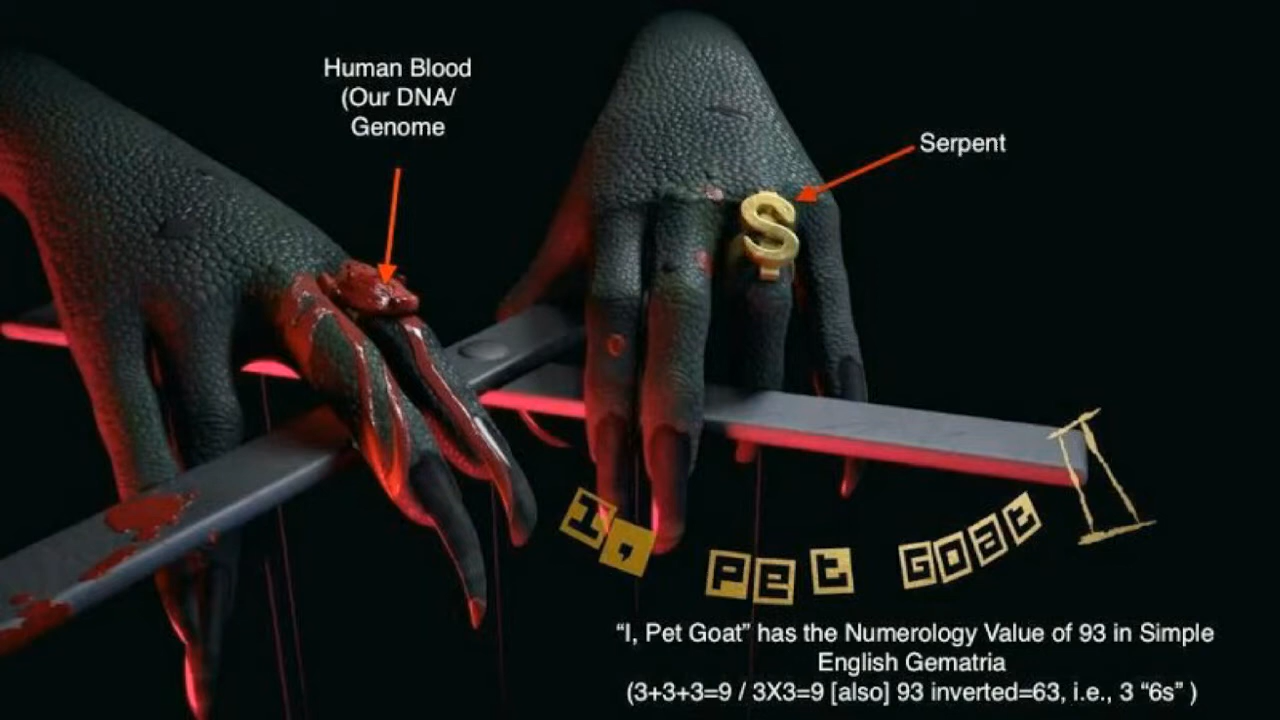 Human Blood
(Our DNA/
Genome
Serpent
$
I, Pet Goat II
“I, Pet Goat” has the Numerology Value of 93 in Simple
English Gematria
(3+3+3=9 / 3X3=9 [also] 93 inverted=63, i.e., 3 “6s” )